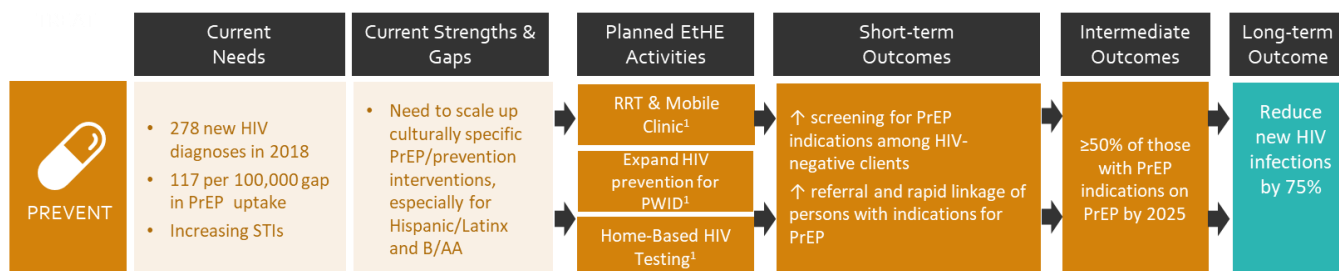 Current
Needs
Current Strengths &
Gaps
Planned EtHE
Activities
Short-term
Outcomes
Intermediate
Outcomes
Long-term
Outcome
PREVENT
• 278 new HIV
diagnoses in 2018
• 117 per 100,000 gap
in PrEP uptake
• Increasing STIs
• Need to scale up
culturally specific
PrEP/prevention
interventions,
especially for
Hispanic/Latinx
and B/AA
RRT & Mobile
Clinic¹
Expand HIV
prevention for
PWID¹
Home-Based HIV
Testing¹
↑ screening for PrEP
indications among HIV-
negative clients
↑ referral and rapid linkage of
persons with indications for
PrEP
≥50% of those
with PrEP
indications on
PrEP by 2025
Reduce
new HIV
infections
by 75%